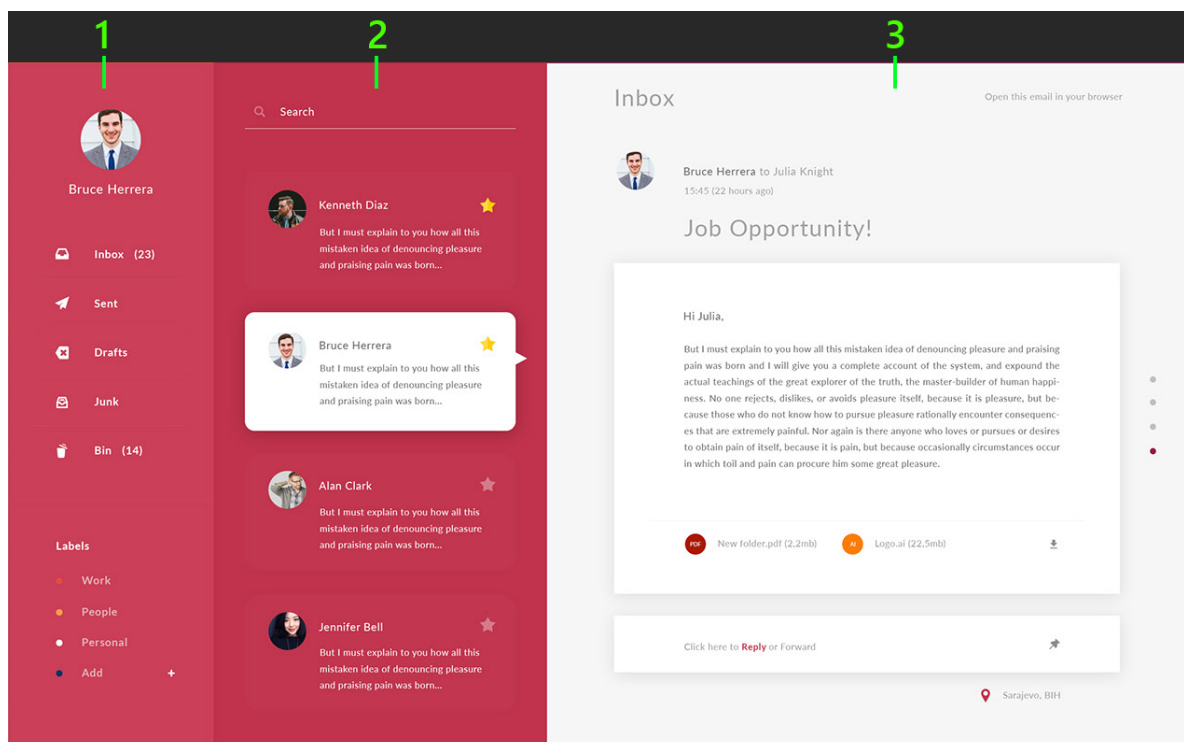 1
2
3
Bruce Herrera
Inbox (23)
Sent
Drafts
Junk
Bin (14)
Labels
Work
People
Personal
Add +
Search
Kenneth Diaz
But I must explain to you how all this
mistaken idea of denouncing pleasure
and praising pain was born...
Bruce Herrera
But I must explain to you how all this
mistaken idea of denouncing pleasure
and praising pain was born...
Alan Clark
But I must explain to you how all this
mistaken idea of denouncing pleasure
and praising pain was born...
Jennifer Bell
But I must explain to you how all this
mistaken idea of denouncing pleasure
and praising pain was born...
Inbox
Open this email in your browser
Bruce Herrera to Julia Knight
15:45 (22 hours ago)
Job Opportunity!
Hi Julia,
But I must explain to you how all this mistaken idea of denouncing pleasure and praising
pain was born and I will give you a complete account of the system, and expound the
actual teachings of the great explorer of the truth, the master-builder of human happi-
ness. No one rejects, dislikes, or avoids pleasure itself, because it is pleasure, but be-
cause those who do not know how to pursue pleasure rationally encounter consequenc-
es that are extremely painful. Nor again is there anyone who loves or pursues or desires
to obtain pain of itself, because it is pain, but because occasionally circumstances occur
in which toil and pain can procure him some great pleasure.
PDF New folder.pdf (2,2mb)
AI Logo.ai (22,5mb)
Click here to Reply or Forward
Sarajevo, BIH